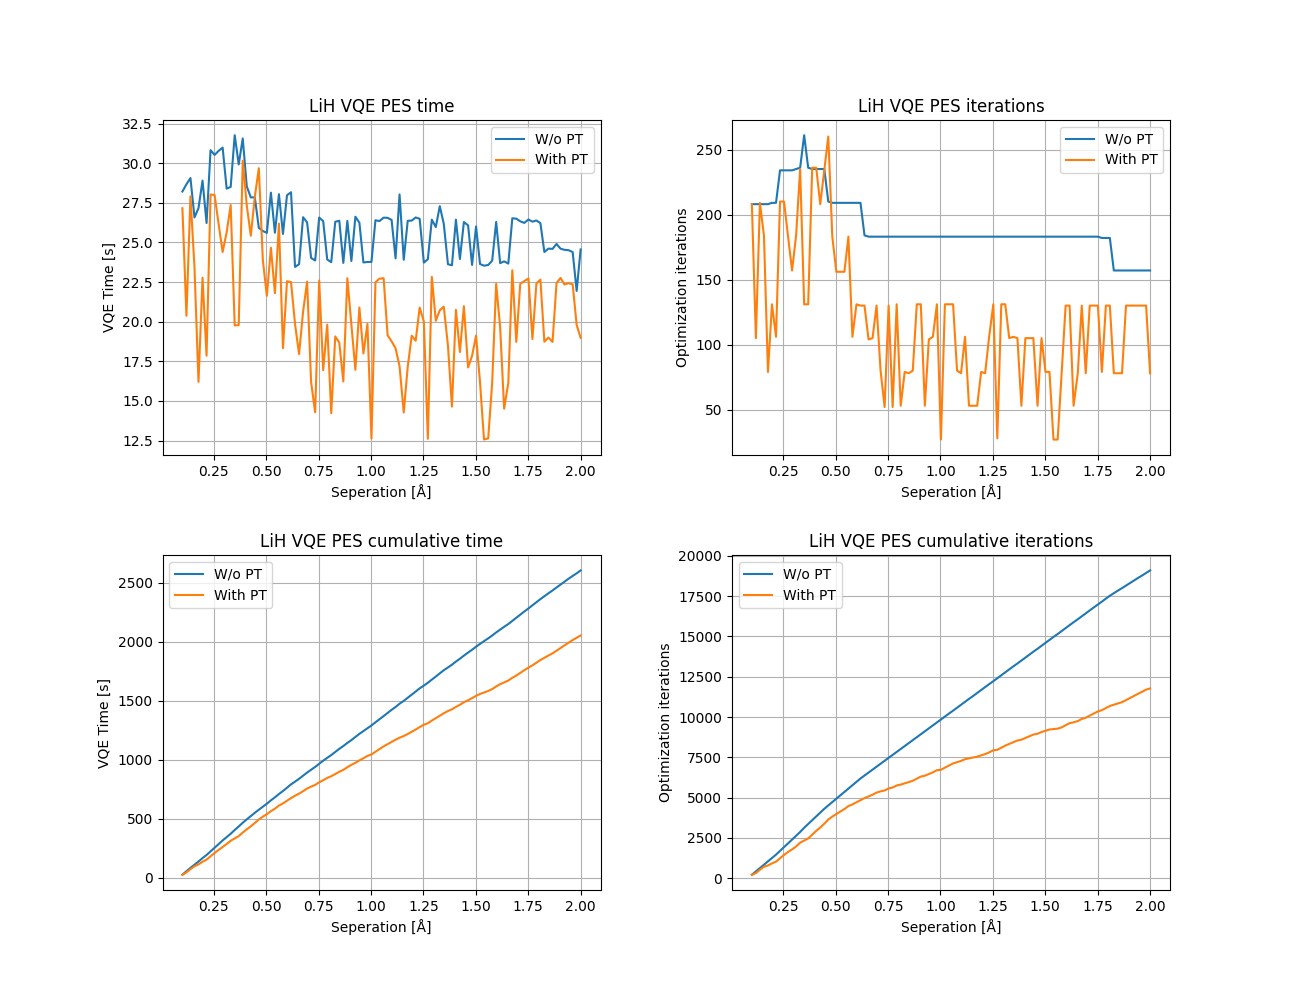 LiH VQE PES time
32.5
30.0
27.5
25.0
22.5
20.0
17.5
15.0
12.5
VQE Time [s]
W/o PT
With PT
0.25 0.50 0.75 1.00 1.25 1.50 1.75 2.00
Seperation [Å]
LiH VQE PES iterations
250
200
150
100
50
Optimization iterations
W/o PT
With PT
0.25 0.50 0.75 1.00 1.25 1.50 1.75 2.00
Seperation [Å]
LiH VQE PES cumulative time
2500
2000
1500
1000
500
0
VQE Time [s]
W/o PT
With PT
0.25 0.50 0.75 1.00 1.25 1.50 1.75 2.00
Seperation [Å]
LiH VQE PES cumulative iterations
20000
17500
15000
12500
10000
7500
5000
2500
0
Optimization iterations
W/o PT
With PT
0.25 0.50 0.75 1.00 1.25 1.50 1.75 2.00
Seperation [Å]